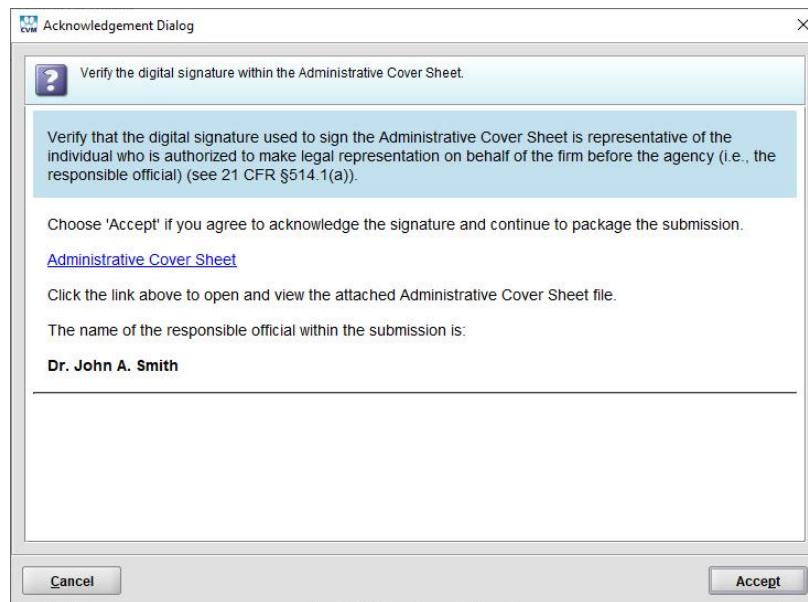 CVM
Acknowledgement Dialog
?
Verify the digital signature within the Administrative Cover Sheet.
Verify that the digital signature used to sign the Administrative Cover Sheet is representative of the
individual who is authorized to make legal representation on behalf of the firm before the agency (i.e., the
responsible official) (see 21 CFR §514.1(a)).
Choose 'Accept' if you agree to acknowledge the signature and continue to package the submission.
Administrative Cover Sheet
Click the link above to open and view the attached Administrative Cover Sheet file.
The name of the responsible official within the submission is:
Dr. John A. Smith
Cancel
Accept